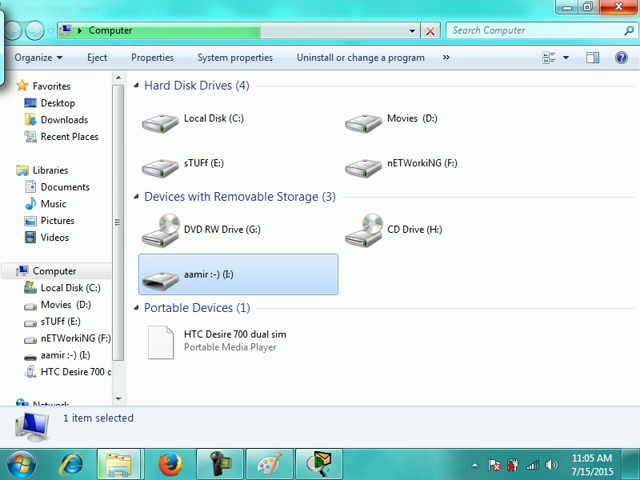 Computer
Search Computer
Organize
Eject
Properties
System properties
Uninstall or change a program
»
Favorites
Desktop
Downloads
Recent Places
Libraries
Documents
Music
Pictures
Videos
Computer
Local Disk (C:)
Movies (D:)
sTUFf (E:)
nETWorkiNG (F:)
aamir :-) (I:)
HTC Desire 700 d
Network
Hard Disk Drives (4)
Local Disk (C:)
Movies (D:)
sTUFf (E:)
nETWorkiNG (F:)
Devices with Removable Storage (3)
DVD RW Drive (G:)
CD Drive (H:)
aamir :-) (I:)
Portable Devices (1)
HTC Desire 700 dual sim
Portable Media Player
1 item selected
11:05 AM
7/15/2015